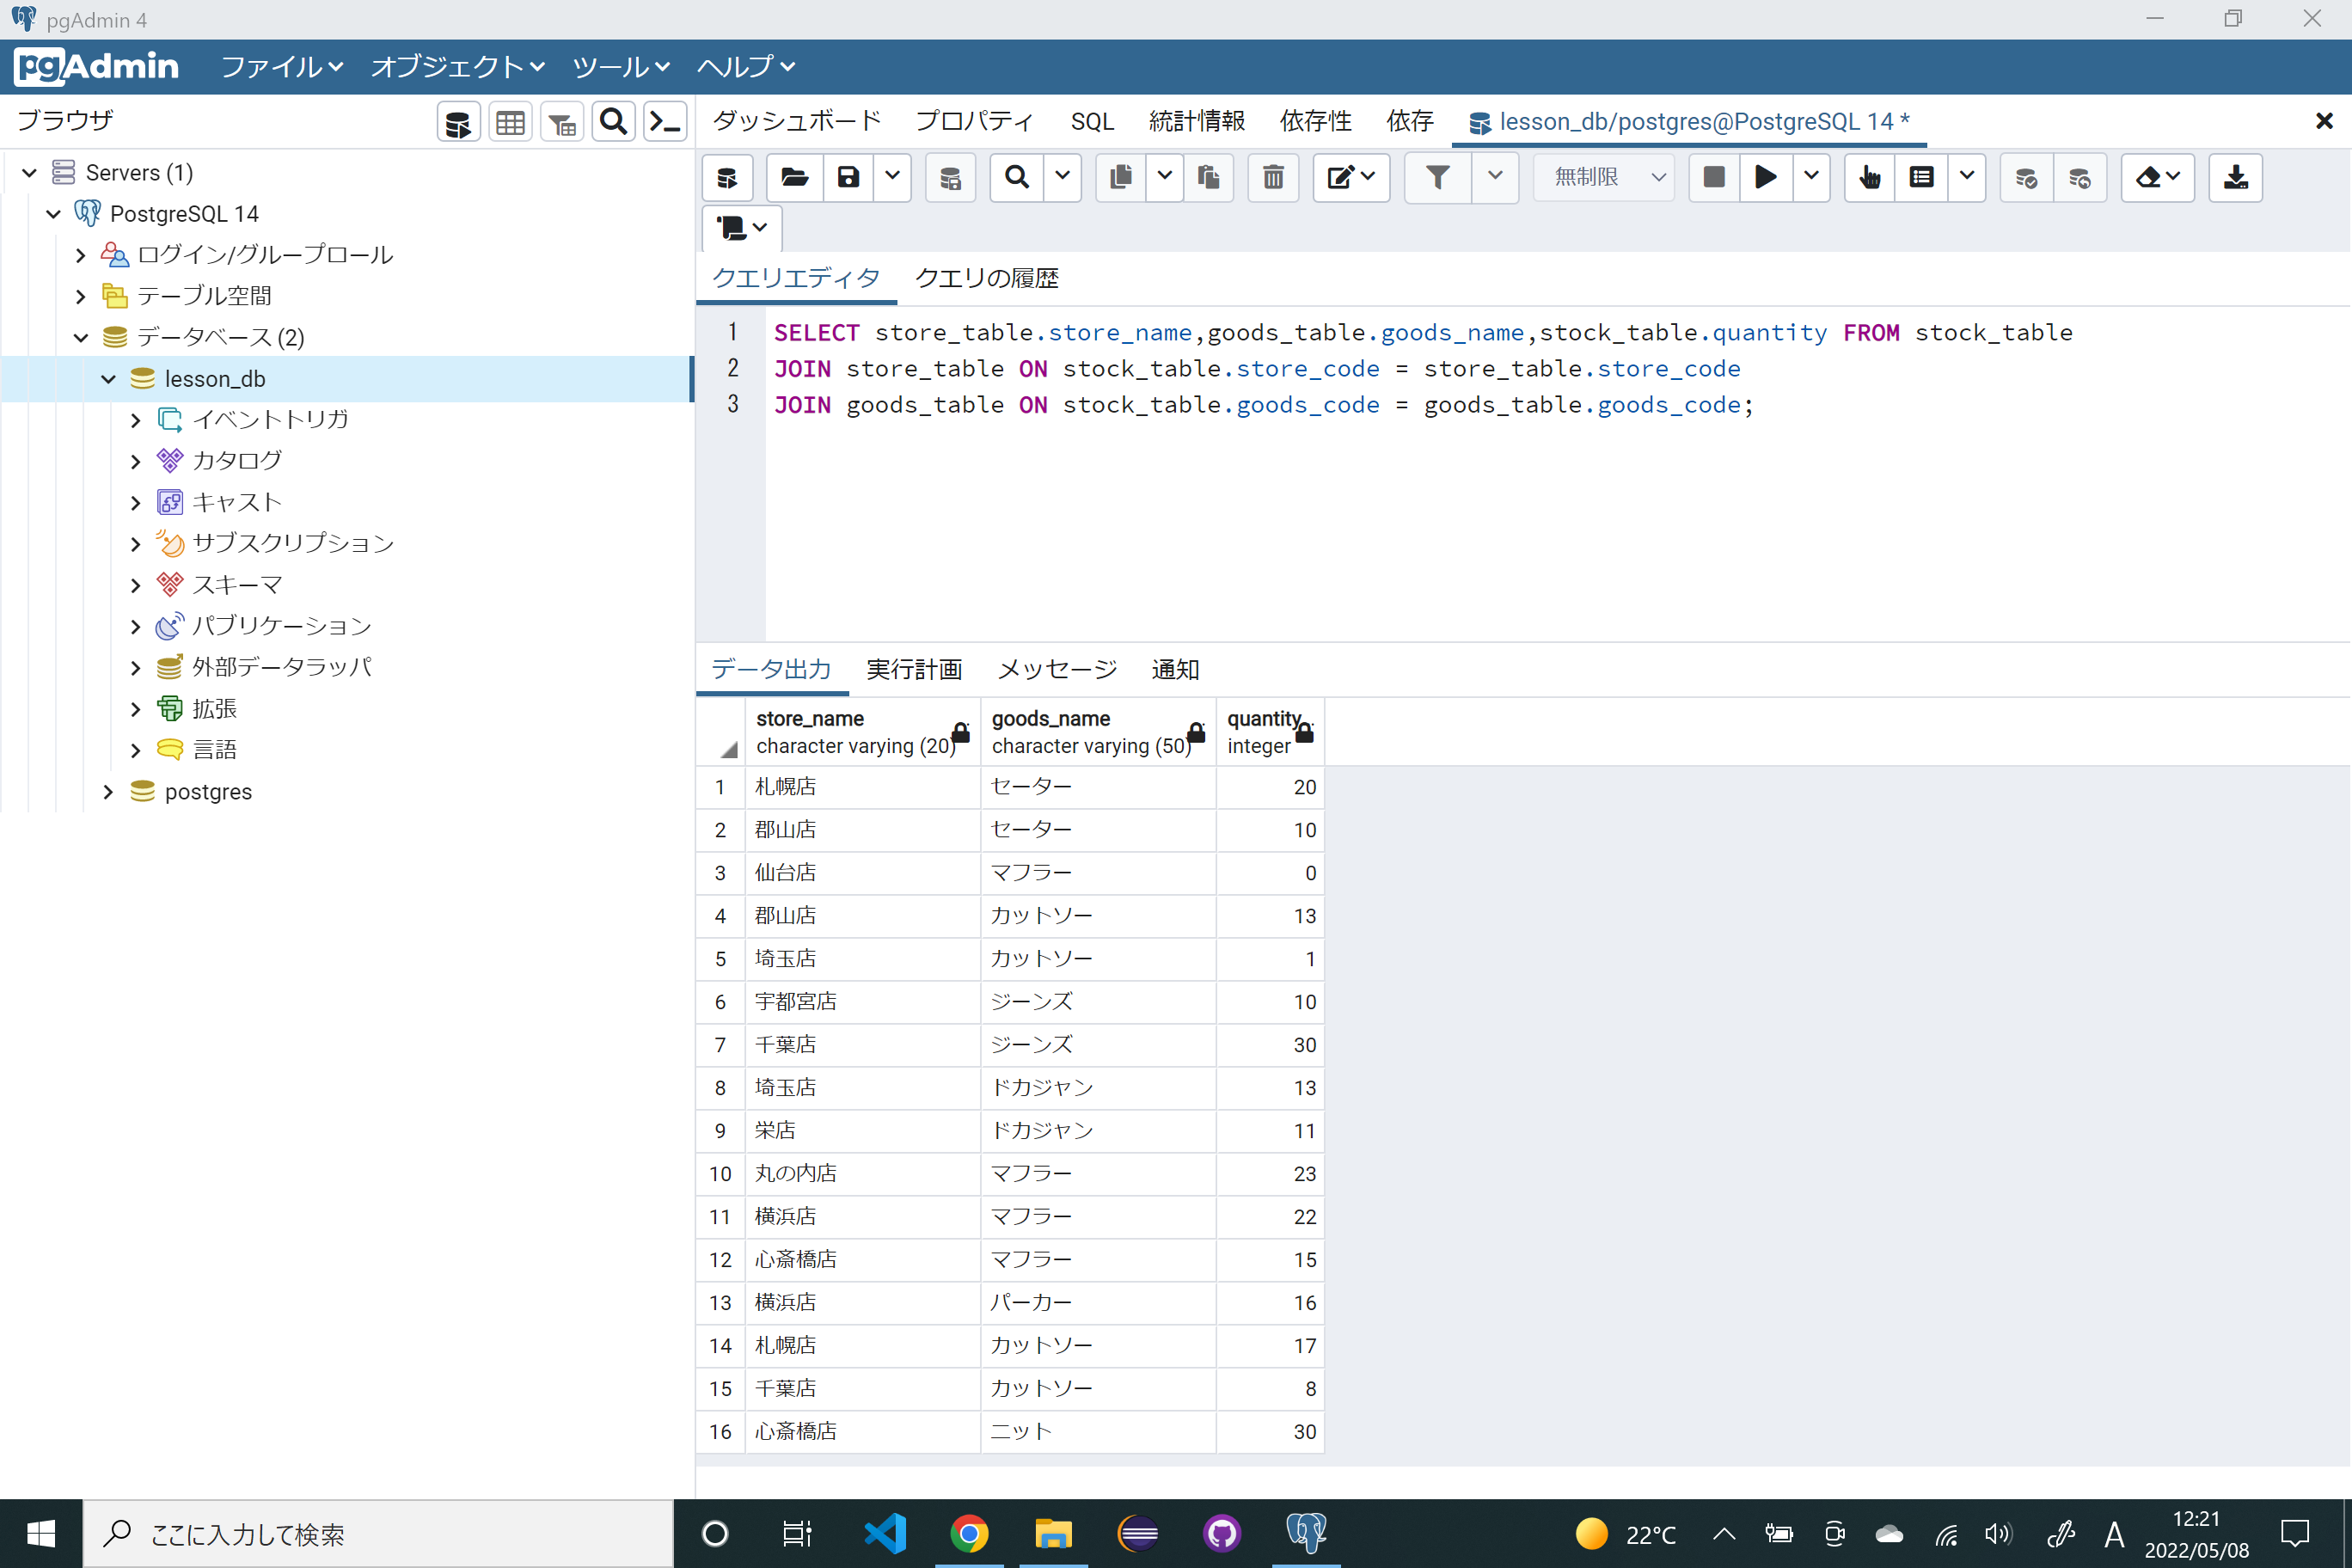 pgAdmin 4
pgAdmin ファイル オブジェクト ツール ヘルプ
ブラウザ
ダッシュボード プロパティ SQL 統計情報 依存性 依存 lesson_db/postgres@PostgreSQL 14 *
Servers (1)
PostgreSQL 14
ログイン/グループロール
テーブル空間
データベース (2)
lesson_db
イベントトリガ
カタログ
キャスト
サブスクリプション
スキーマ
パブリケーション
外部データラッパ
拡張
言語
postgres
無制限
クエリエディタ クエリの履歴
1 SELECT store_table.store_name,goods_table.goods_name,stock_table.quantity FROM stock_table
2 JOIN store_table ON stock_table.store_code = store_table.store_code
3 JOIN goods_table ON stock_table.goods_code = goods_table.goods_code;
データ出力 実行計画 メッセージ 通知
store_name goods_name quantity
character varying (20) character varying (50) integer
1 札幌店 セーター 20
2 郡山店 セーター 10
3 仙台店 マフラー 0
4 郡山店 カットソー 13
5 埼玉店 カットソー 1
6 宇都宮店 ジーンズ 10
7 千葉店 ジーンズ 30
8 埼玉店 ドカジャン 13
9 栄店 ドカジャン 11
10 丸の内店 マフラー 23
11 横浜店 マフラー 22
12 心斎橋店 マフラー 15
13 横浜店 パーカー 16
14 札幌店 カットソー 17
15 千葉店 カットソー 8
16 心斎橋店 ニット 30
ここに入力して検索
22°C
A
12:21
2022/05/08